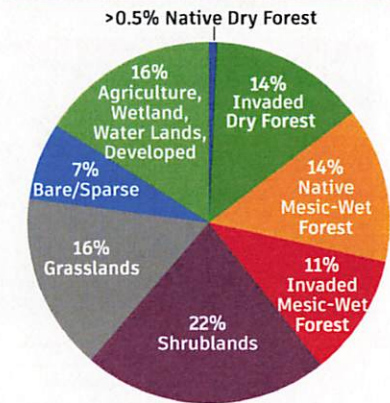 >0.5% Native Dry Forest
16%
Agriculture,
Wetland,
Water Lands,
Developed
14%
Invaded
Dry Forest
14%
Native
Mesic-Wet
Forest
7%
Bare/Sparse
11%
Invaded
Mesic-Wet
Forest
16%
Grasslands
22%
Shrublands